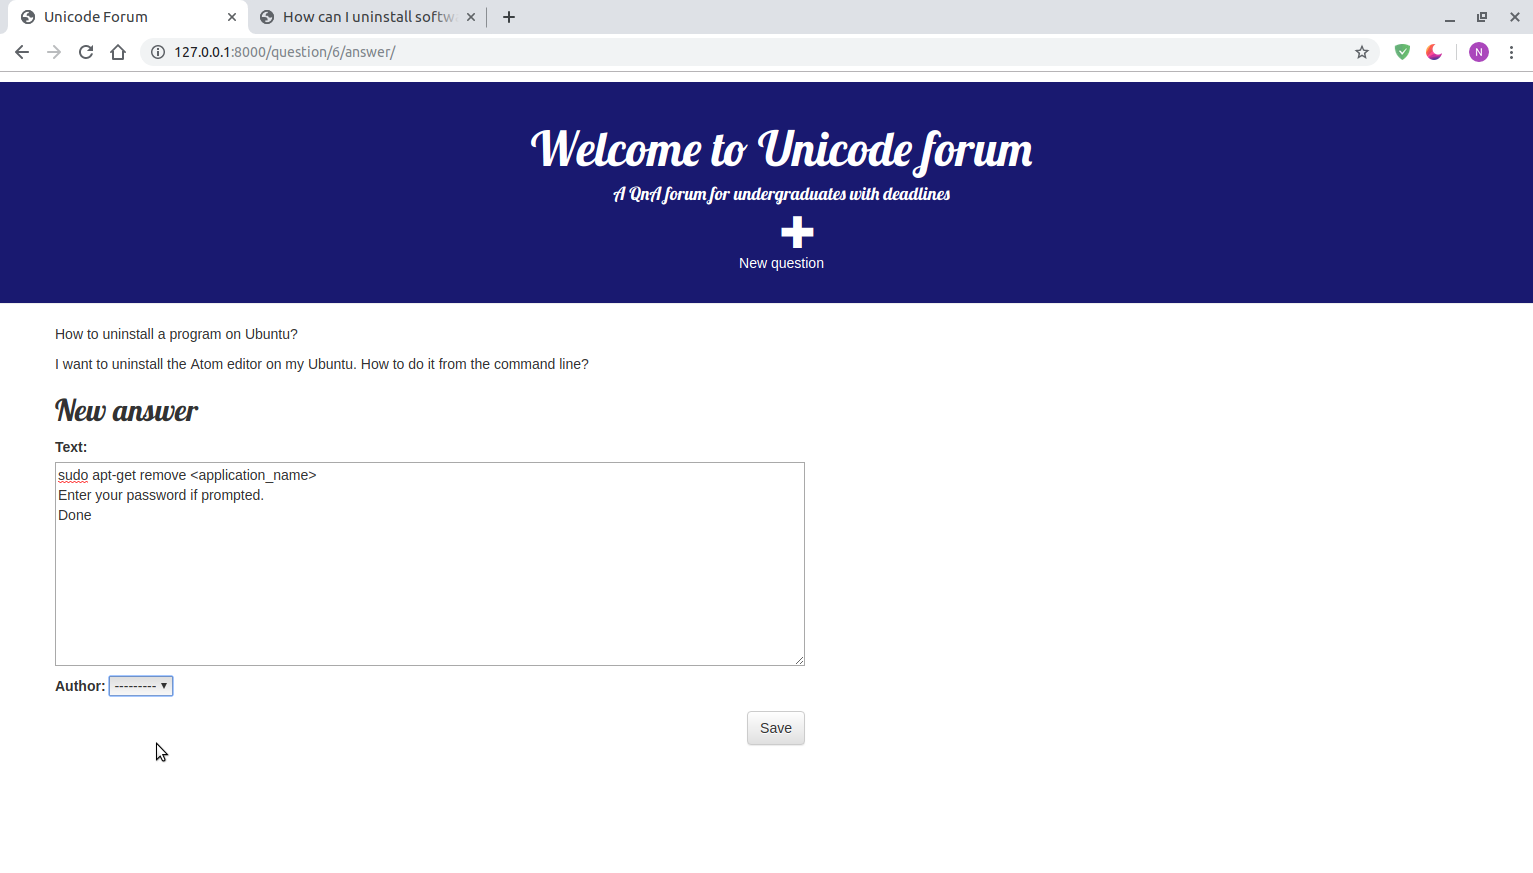 Unicode Forum
How can I uninstall softw
127.0.0.1:8000/question/6/answer/
N
Welcome to Unicode forum
A QnA forum for undergraduates with deadlines
New question
How to uninstall a program on Ubuntu?
I want to uninstall the Atom editor on my Ubuntu. How to do it from the command line?
New answer
Text:
sudo apt-get remove <application_name>
Enter your password if prompted.
Done
Author: ---------
Save